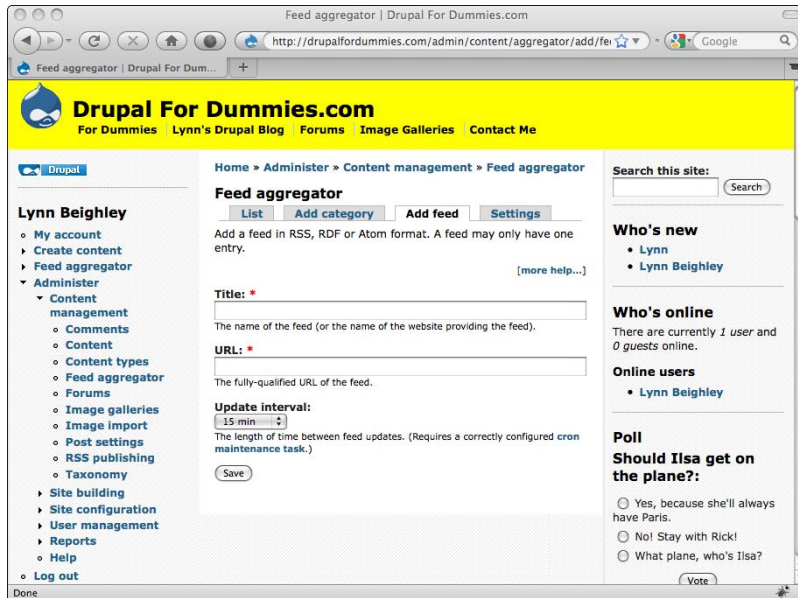 Feed aggregator | Drupal For Dummies.com
http://drupalfordummies.com/admin/content/aggregator/add/fe
Google
Feed aggregator | Drupal For Dum...
+
Drupal For Dummies.com
For Dummies Lynn's Drupal Blog Forums Image Galleries Contact Me
Drupal
Lynn Beighley
My account
Create content
Feed aggregator
Administer
Content
management
Comments
Content
Content types
Feed aggregator
Forums
Image galleries
Image import
Post settings
RSS publishing
Taxonomy
Site building
Site configuration
User management
Reports
Help
Log out
Home » Administer » Content management » Feed aggregator
Feed aggregator
List Add category Add feed Settings
Add a feed in RSS, RDF or Atom format. A feed may only have one
entry.
[more help...]
Title: *
The name of the feed (or the name of the website providing the feed).
URL: *
The fully-qualified URL of the feed.
Update interval:
15 min
The length of time between feed updates. (Requires a correctly configured cron
maintenance task.)
Save
Search this site:
Search
Who's new
• Lynn
• Lynn Beighley
Who's online
There are currently 1 user and
0 guests online.
Online users
• Lynn Beighley
Poll
Should Ilsa get on
the plane?:
Yes, because she'll always
have Paris.
No! Stay with Rick!
What plane, who's Ilsa?
Vote
Done